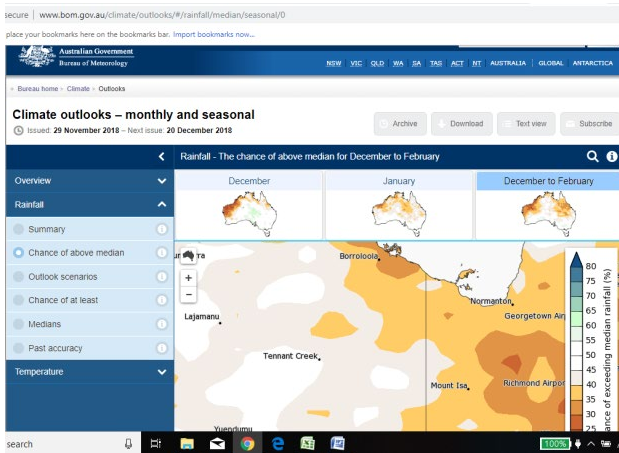 secure | www.bom.gov.au/climate/outlooks/#/rainfall/median/seasonal/0
place your bookmarks here on the bookmarks bar. Import bookmarks now...
Australian Government
Bureau of Meteorology
NSW VIC QLD WA SA TAS ACT NT AUSTRALIA GLOBAL ANTARCTICA
Bureau home > Climate > Outlooks
Climate outlooks – monthly and seasonal
Issued: 29 November 2018 – Next issue: 20 December 2018
Archive Download Text view Subscribe
Rainfall - The chance of above median for December to February
Overview
December January December to February
Rainfall
Summary
Chance of above median
Outlook scenarios
Chance of at least
Medians
Past accuracy
Temperature
ra
Borroloola
+
−
Lajamanu
Normanton
Georgetown Air
Tennant Creek
Mount Isa
Richmond Airpor
Yuendumu
80
75
70
65
60
55
50
45
40
35
30
25
ance of exceeding median rainfall (%)
search
100%